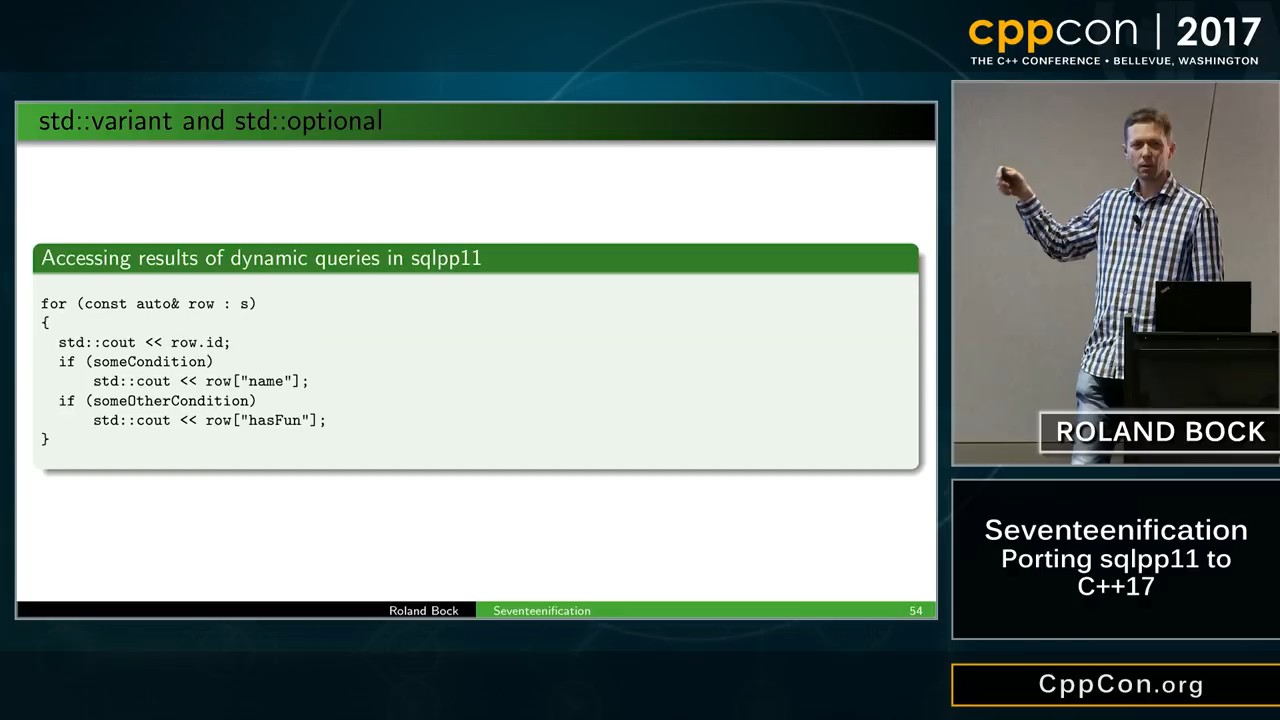 cppcon | 2017
THE C++ CONFERENCE • BELLEVUE, WASHINGTON
std::variant and std::optional
Accessing results of dynamic queries in sqlpp11
for (const auto& row : s)
{
  std::cout << row.id;
  if (someCondition)
      std::cout << row["name"];
  if (someOtherCondition)
      std::cout << row["hasFun"];
}
Roland Bock
Seventeenification
54
ROLAND BOCK
Seventeenification
Porting sqlpp11 to
C++17
CppCon.org